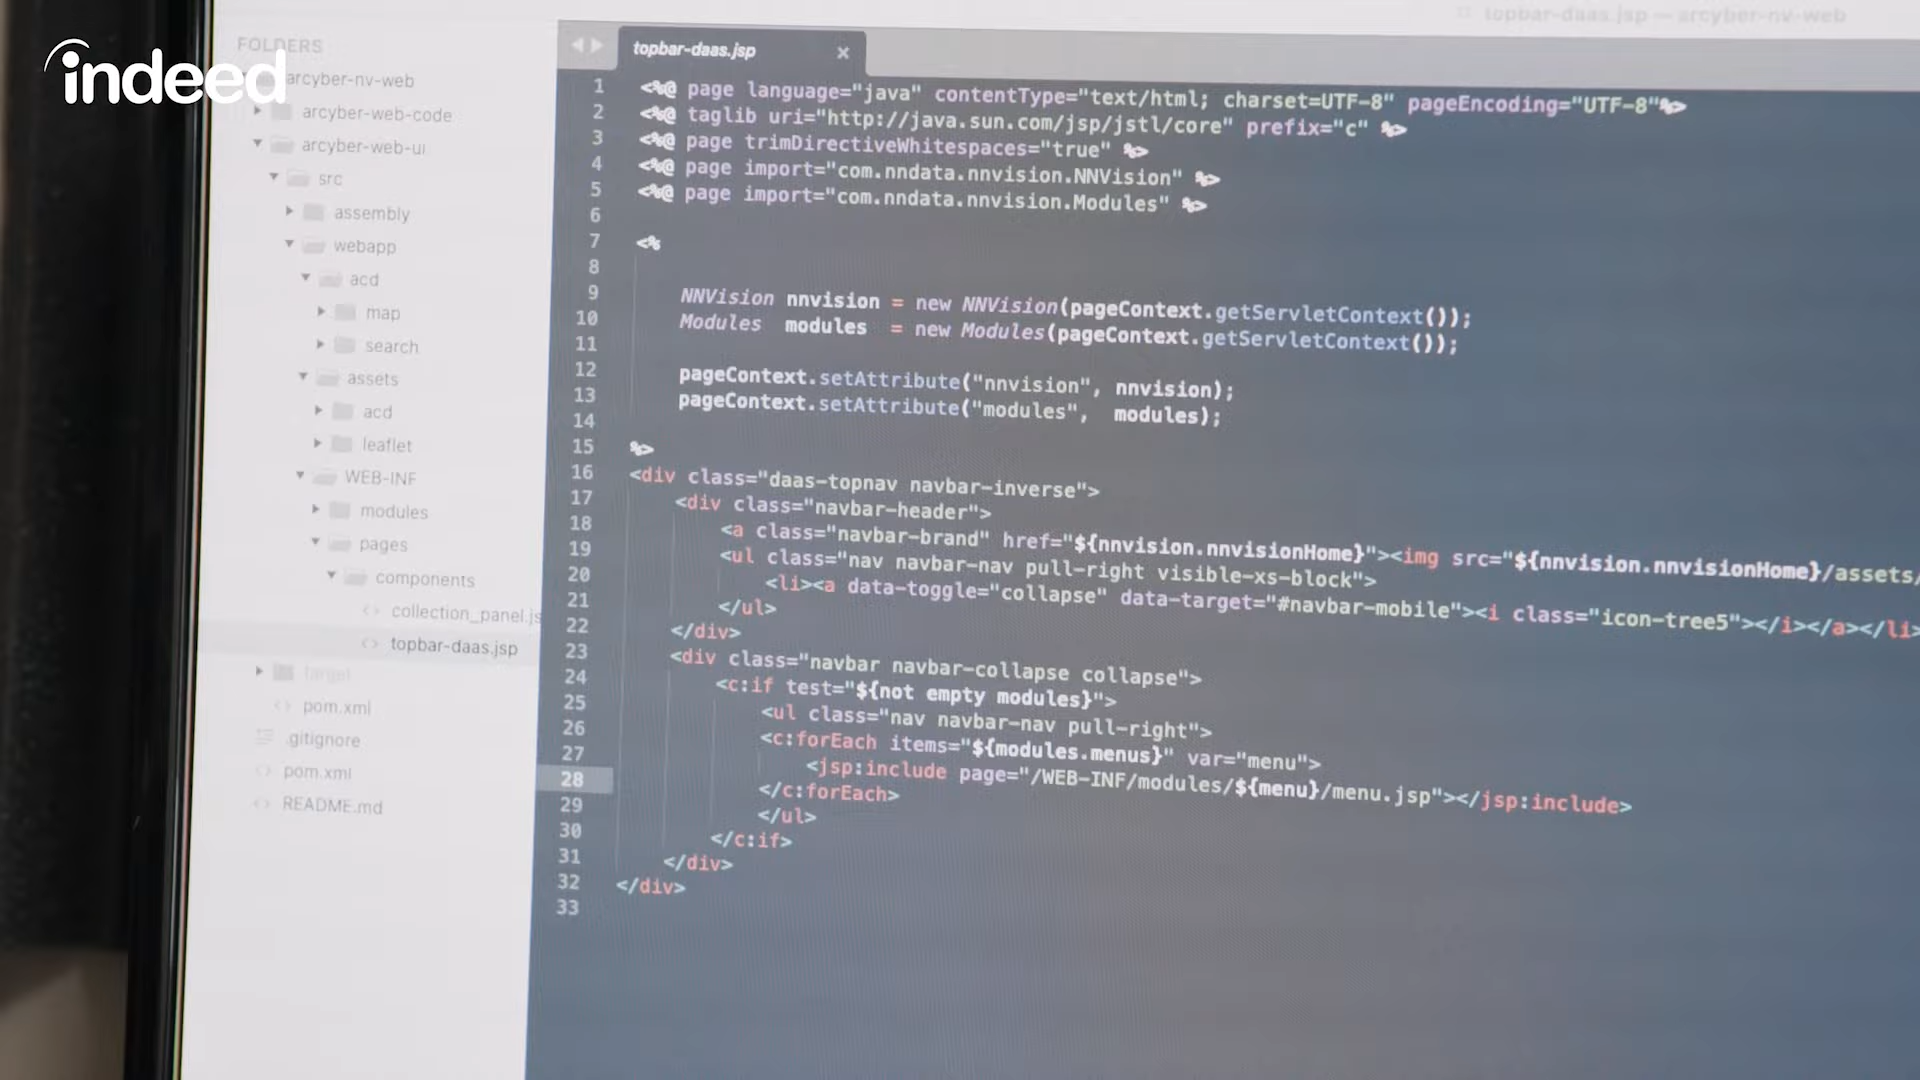 indeed
topbar-daas.jsp — arcyber-nv-web
FOLDERS
arcyber-nv-web
arcyber-web-code
arcyber-web-ui
src
assembly
webapp
acd
map
search
assets
acd
leaflet
WEB-INF
modules
pages
components
collection_panel.js
topbar-daas.jsp
target
pom.xml
.gitignore
pom.xml
README.md
topbar-daas.jsp ×
1 <%@ page language="java" contentType="text/html; charset=UTF-8" pageEncoding="UTF-8"%>
2 <%@ taglib uri="http://java.sun.com/jsp/jstl/core" prefix="c" %>
3 <%@ page trimDirectiveWhitespaces="true" %>
4 <%@ page import="com.nndata.nnvision.NNVision" %>
5 <%@ page import="com.nndata.nnvision.Modules" %>
6
7 <%
8
9 NNVision nnvision = new NNVision(pageContext.getServletContext());
10 Modules modules = new Modules(pageContext.getServletContext());
11
12 pageContext.setAttribute("nnvision", nnvision);
13 pageContext.setAttribute("modules", modules);
14
15 %>
16 <div class="daas-topnav navbar-inverse">
17 <div class="navbar-header">
18 <a class="navbar-brand" href="${nnvision.nnvisionHome}"><img src="${nnvision.nnvisionHome}/assets/
19 <ul class="nav navbar-nav pull-right visible-xs-block">
20 <li><a data-toggle="collapse" data-target="#navbar-mobile"><i class="icon-tree5"></i></a></li>
21 </ul>
22 </div>
23 <div class="navbar navbar-collapse collapse">
24 <c:if test="${not empty modules}">
25 <ul class="nav navbar-nav pull-right">
26 <c:forEach items="${modules.menus}" var="menu">
27 <jsp:include page="/WEB-INF/modules/${menu}/menu.jsp"></jsp:include>
28 </c:forEach>
29 </ul>
30 </c:if>
31 </div>
32 </div>
33